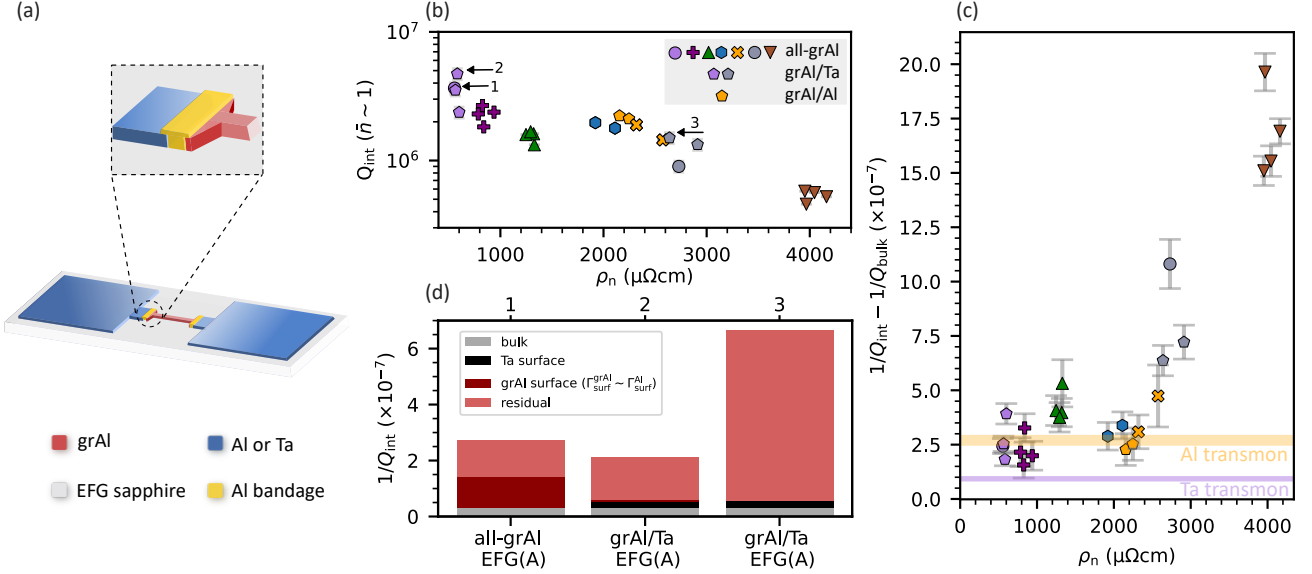 (a)
grAl
Al or Ta
EFG sapphire
Al bandage
(b)
10⁷
10⁶
Q_int (n̄ ~ 1)
2
1
3
all-grAl
grAl/Ta
grAl/Al
1000
2000
3000
4000
ρ_n (μΩcm)
(d)
1
2
3
6
4
2
0
1/Q_int (×10⁻⁷)
bulk
Ta surface
grAl surface (Γ_surf^grAl ~ Γ_surf^Al)
residual
all-grAl
EFG(A)
grAl/Ta
EFG(A)
grAl/Ta
EFG(A)
(c)
20.0
17.5
15.0
12.5
10.0
7.5
5.0
2.5
0.0
1/Q_int − 1/Q_bulk (×10⁻⁷)
Al transmon
Ta transmon
0
1000
2000
3000
4000
ρ_n (μΩcm)